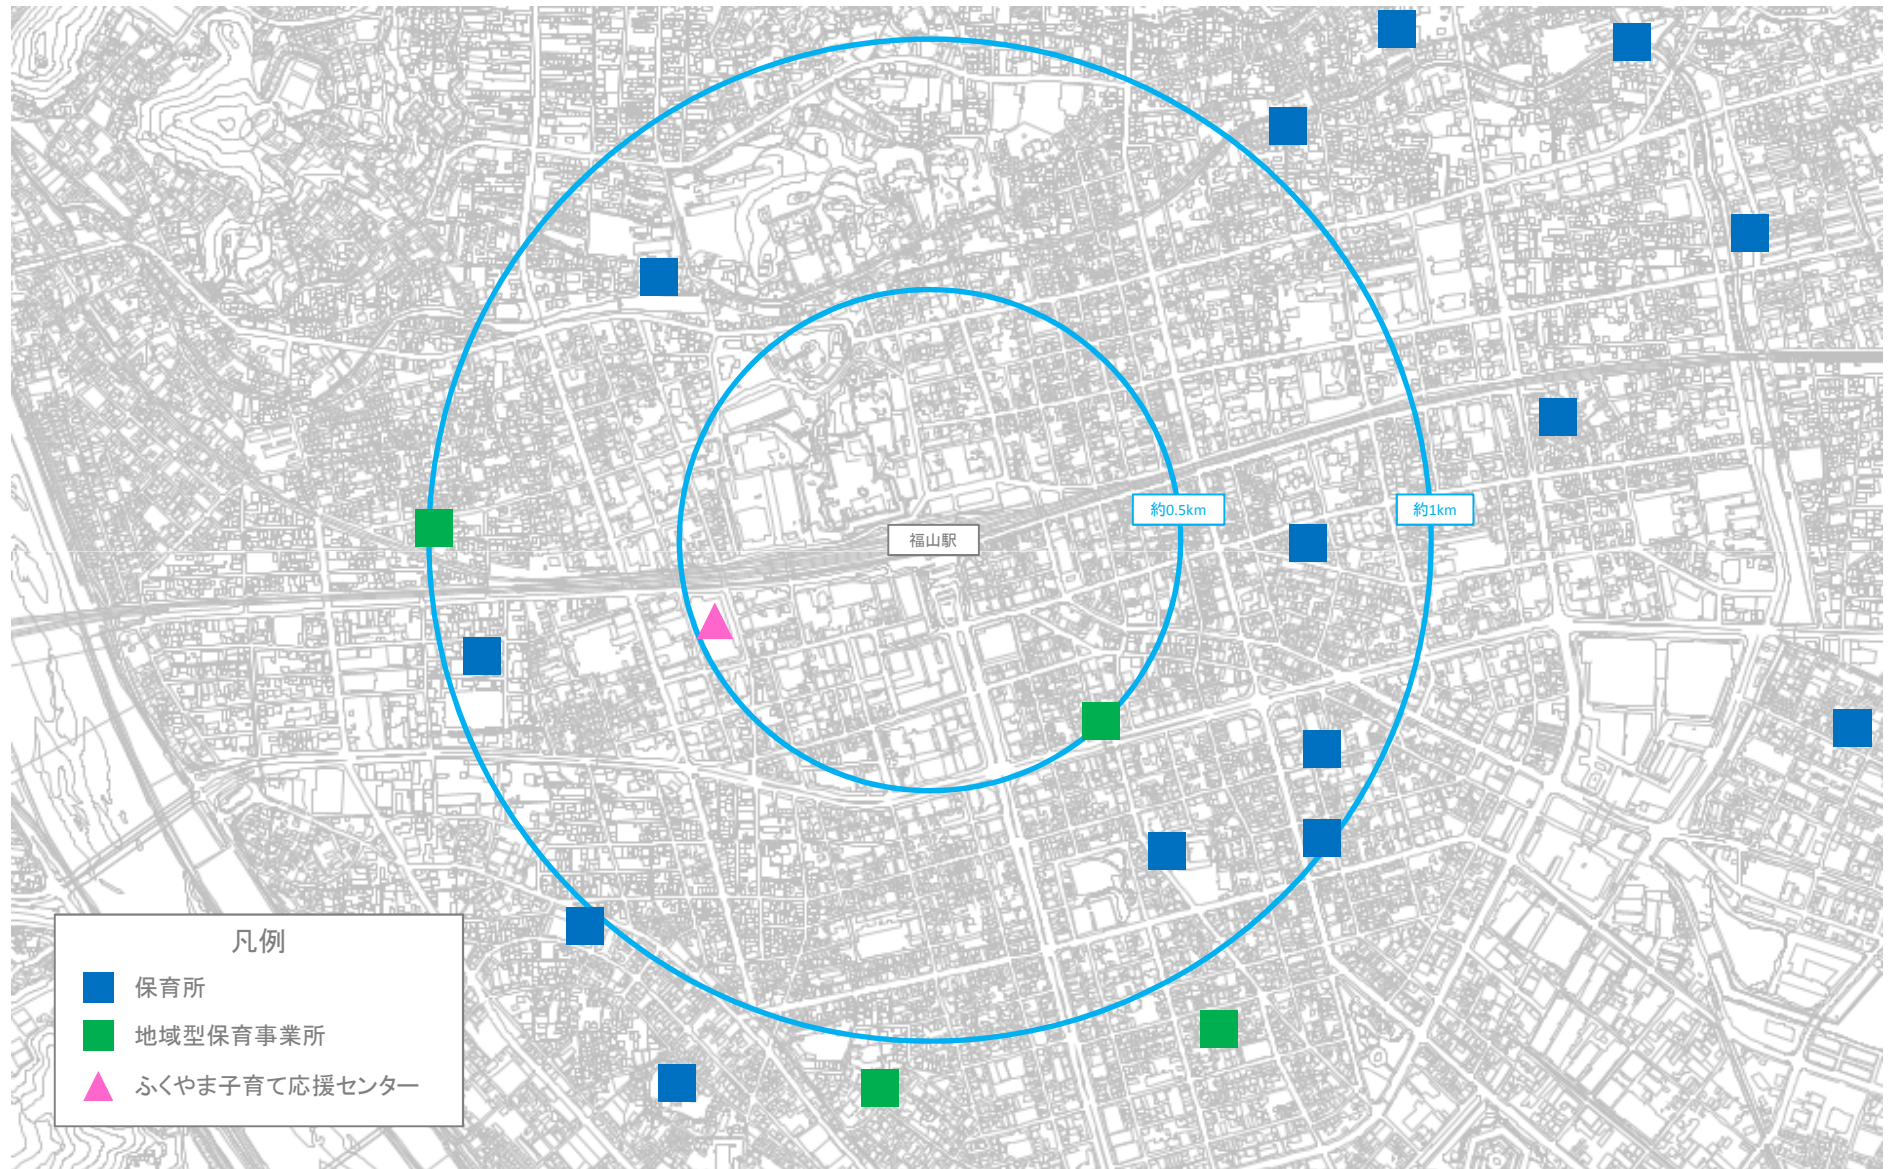 約0.5km
約1km
福山駅
凡例
保育所
地域型保育事業所
ふくやま子育て応援センター